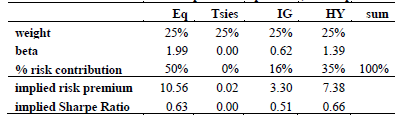 Eq Tsies IG HY sum
weight 25% 25% 25% 25%
beta 1.99 0.00 0.62 1.39
% risk contribution 50% 0% 16% 35% 100%
implied risk premium 10.56 0.02 3.30 7.38
implied Sharpe Ratio 0.63 0.00 0.51 0.66